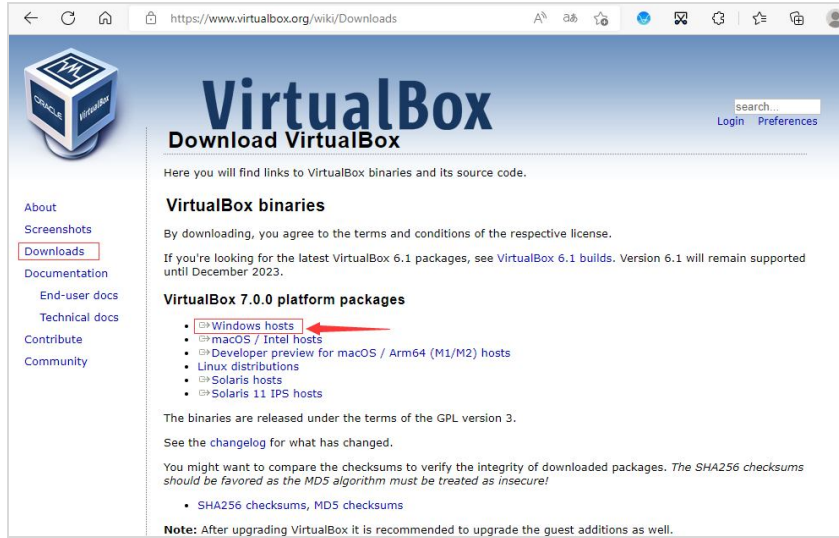 https://www.virtualbox.org/wiki/Downloads
ORACLE
VirtualBox
VirtualBox
search...
Login Preferences
Download VirtualBox
Here you will find links to VirtualBox binaries and its source code.
About
Screenshots
Downloads
Documentation
End-user docs
Technical docs
Contribute
Community
VirtualBox binaries
By downloading, you agree to the terms and conditions of the respective license.
If you're looking for the latest VirtualBox 6.1 packages, see VirtualBox 6.1 builds. Version 6.1 will remain supported
until December 2023.
VirtualBox 7.0.0 platform packages
Windows hosts
macOS / Intel hosts
Developer preview for macOS / Arm64 (M1/M2) hosts
Linux distributions
Solaris hosts
Solaris 11 IPS hosts
The binaries are released under the terms of the GPL version 3.
See the changelog for what has changed.
You might want to compare the checksums to verify the integrity of downloaded packages. The SHA256 checksums
should be favored as the MD5 algorithm must be treated as insecure!
SHA256 checksums, MD5 checksums
Note: After upgrading VirtualBox it is recommended to upgrade the guest additions as well.